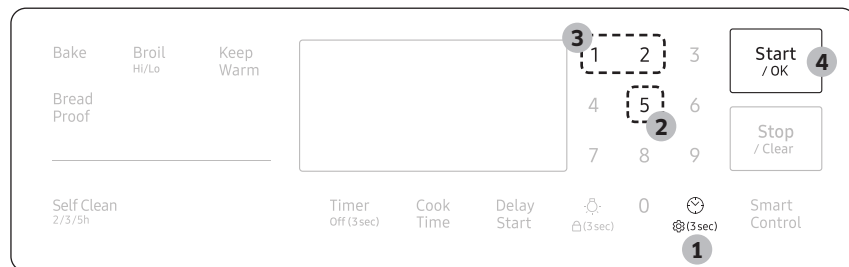 Bake
Broil
Hi/Lo
Keep
Warm
Bread
Proof
Self Clean
2/3/5h
Timer
Off (3 sec)
Cook
Time
Delay
Start
3
1 2 3
4 5 6
2
7 8 9
0
(3 sec)
(3 sec)
1
Start
/ OK
4
Stop
/ Clear
Smart
Control